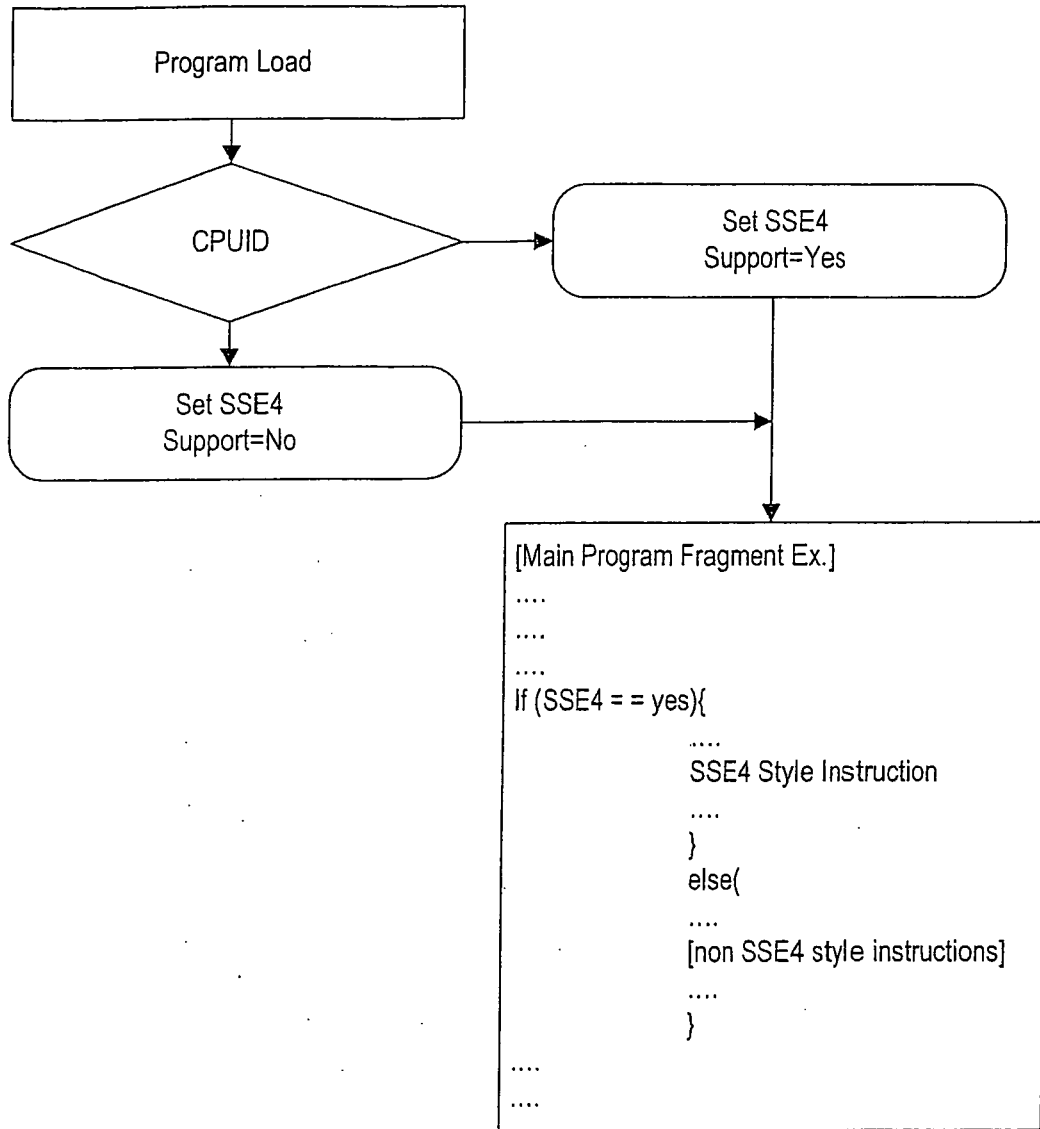 Program Load
CPUID
Set SSE4
Support=Yes
Set SSE4
Support=No
[Main Program Fragment Ex.]
....
....
....
If (SSE4 = = yes){
....
SSE4 Style Instruction
....
}
else(
....
[non SSE4 style instructions]
....
}
....
....